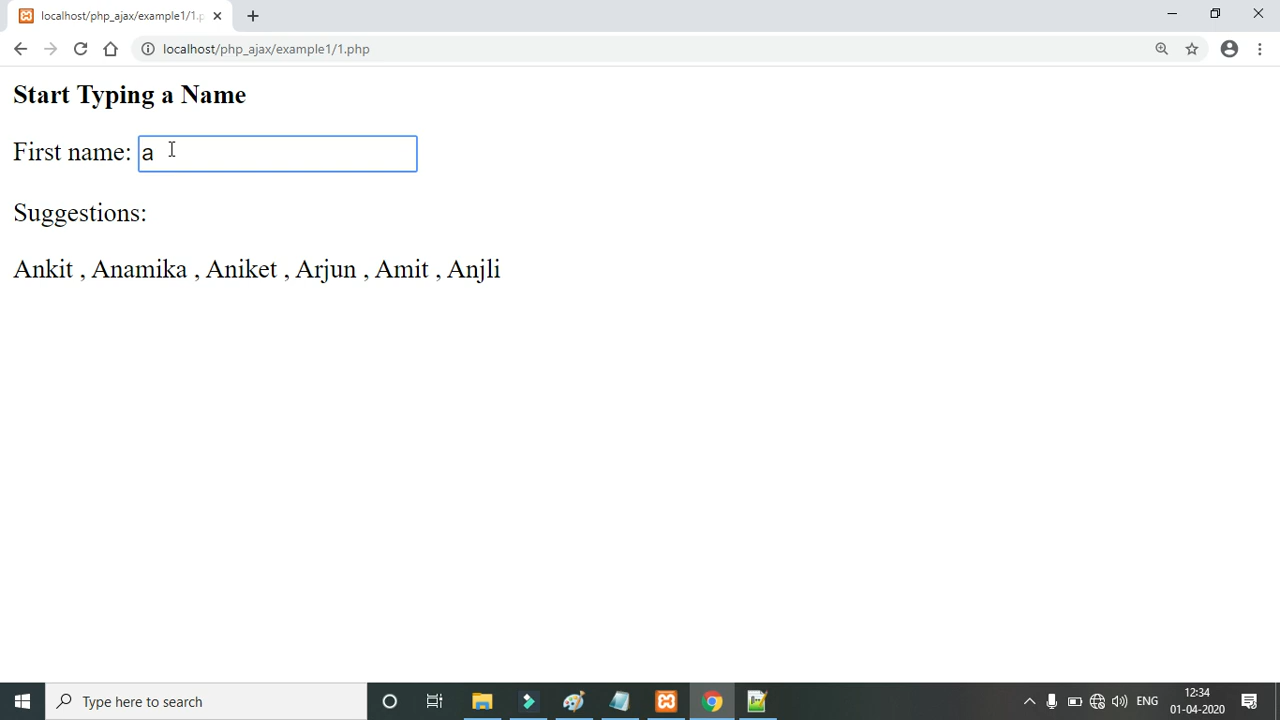 localhost/php_ajax/example1/1.p
localhost/php_ajax/example1/1.php
Start Typing a Name
First name: a
Suggestions:
Ankit , Anamika , Aniket , Arjun , Amit , Anjli
Type here to search
ENG
12:34
01-04-2020